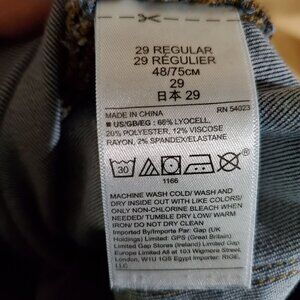 29 REGULAR
29 RÉGULIER
48/75CM
29
日本 29
MADE IN CHINA RN 54023
■ US/GB/EG : 66% LYOCELL,
20% POLYESTER, 12% VISCOSE
RAYON, 2% SPANDEX/ELASTANE
30
1166
MACHINE WASH COLD/ WASH AND
DRY INSIDE OUT WITH LIKE COLORS/
ONLY NON-CHLORINE BLEACH WHEN
NEEDED/ TUMBLE DRY LOW/ WARM
IRON/ DO NOT DRY CLEAN
Imported By/Importe Par: Gap (UK
Holdings) Limited: GPS (Great Britain)
Limited Gap Stores (Ireland) Limited Gap
Europe Limited All at 103 Wigmore Street
London, W1U 1QS Egypt Importer: RIGE,
LLC